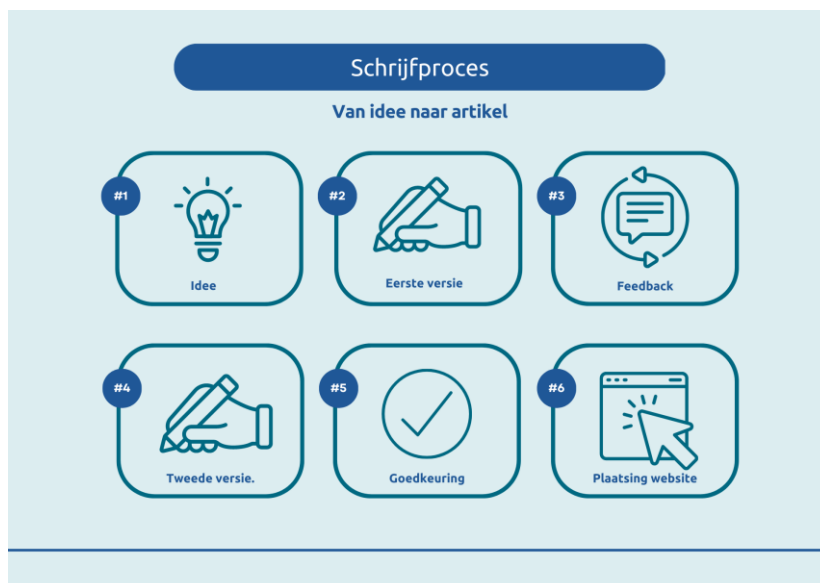 Schrijfproces
Van idee naar artikel
#1
Idee
#2
Eerste versie
#3
Feedback
#4
Tweede versie.
#5
Goedkeuring
#6
Plaatsing website